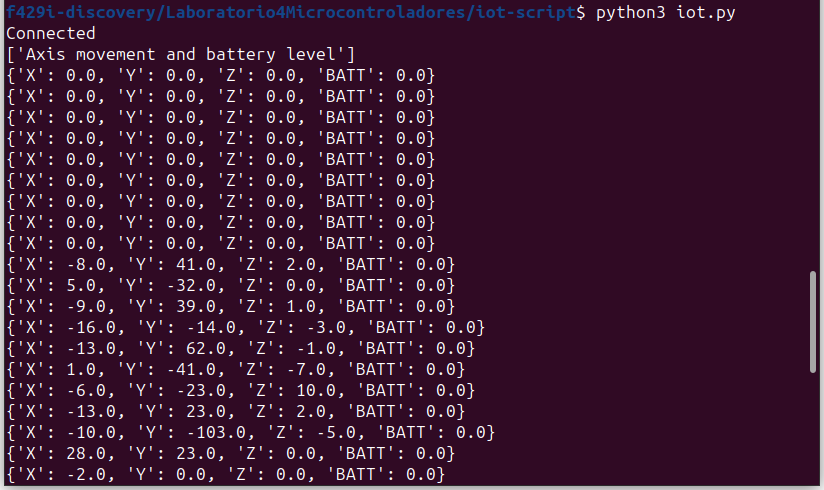 f429i-discovery/Laboratorio4Microcontroladores/iot-script$ python3 iot.py
Connected
['Axis movement and battery level']
{'X': 0.0, 'Y': 0.0, 'Z': 0.0, 'BATT': 0.0}
{'X': 0.0, 'Y': 0.0, 'Z': 0.0, 'BATT': 0.0}
{'X': 0.0, 'Y': 0.0, 'Z': 0.0, 'BATT': 0.0}
{'X': 0.0, 'Y': 0.0, 'Z': 0.0, 'BATT': 0.0}
{'X': 0.0, 'Y': 0.0, 'Z': 0.0, 'BATT': 0.0}
{'X': 0.0, 'Y': 0.0, 'Z': 0.0, 'BATT': 0.0}
{'X': 0.0, 'Y': 0.0, 'Z': 0.0, 'BATT': 0.0}
{'X': 0.0, 'Y': 0.0, 'Z': 0.0, 'BATT': 0.0}
{'X': 0.0, 'Y': 0.0, 'Z': 0.0, 'BATT': 0.0}
{'X': -8.0, 'Y': 41.0, 'Z': 2.0, 'BATT': 0.0}
{'X': 5.0, 'Y': -32.0, 'Z': 0.0, 'BATT': 0.0}
{'X': -9.0, 'Y': 39.0, 'Z': 1.0, 'BATT': 0.0}
{'X': -16.0, 'Y': -14.0, 'Z': -3.0, 'BATT': 0.0}
{'X': -13.0, 'Y': 62.0, 'Z': -1.0, 'BATT': 0.0}
{'X': 1.0, 'Y': -41.0, 'Z': -7.0, 'BATT': 0.0}
{'X': -6.0, 'Y': -23.0, 'Z': 10.0, 'BATT': 0.0}
{'X': -13.0, 'Y': 23.0, 'Z': 2.0, 'BATT': 0.0}
{'X': -10.0, 'Y': -103.0, 'Z': -5.0, 'BATT': 0.0}
{'X': 28.0, 'Y': 23.0, 'Z': 0.0, 'BATT': 0.0}
{'X': -2.0, 'Y': 0.0, 'Z': 0.0, 'BATT': 0.0}